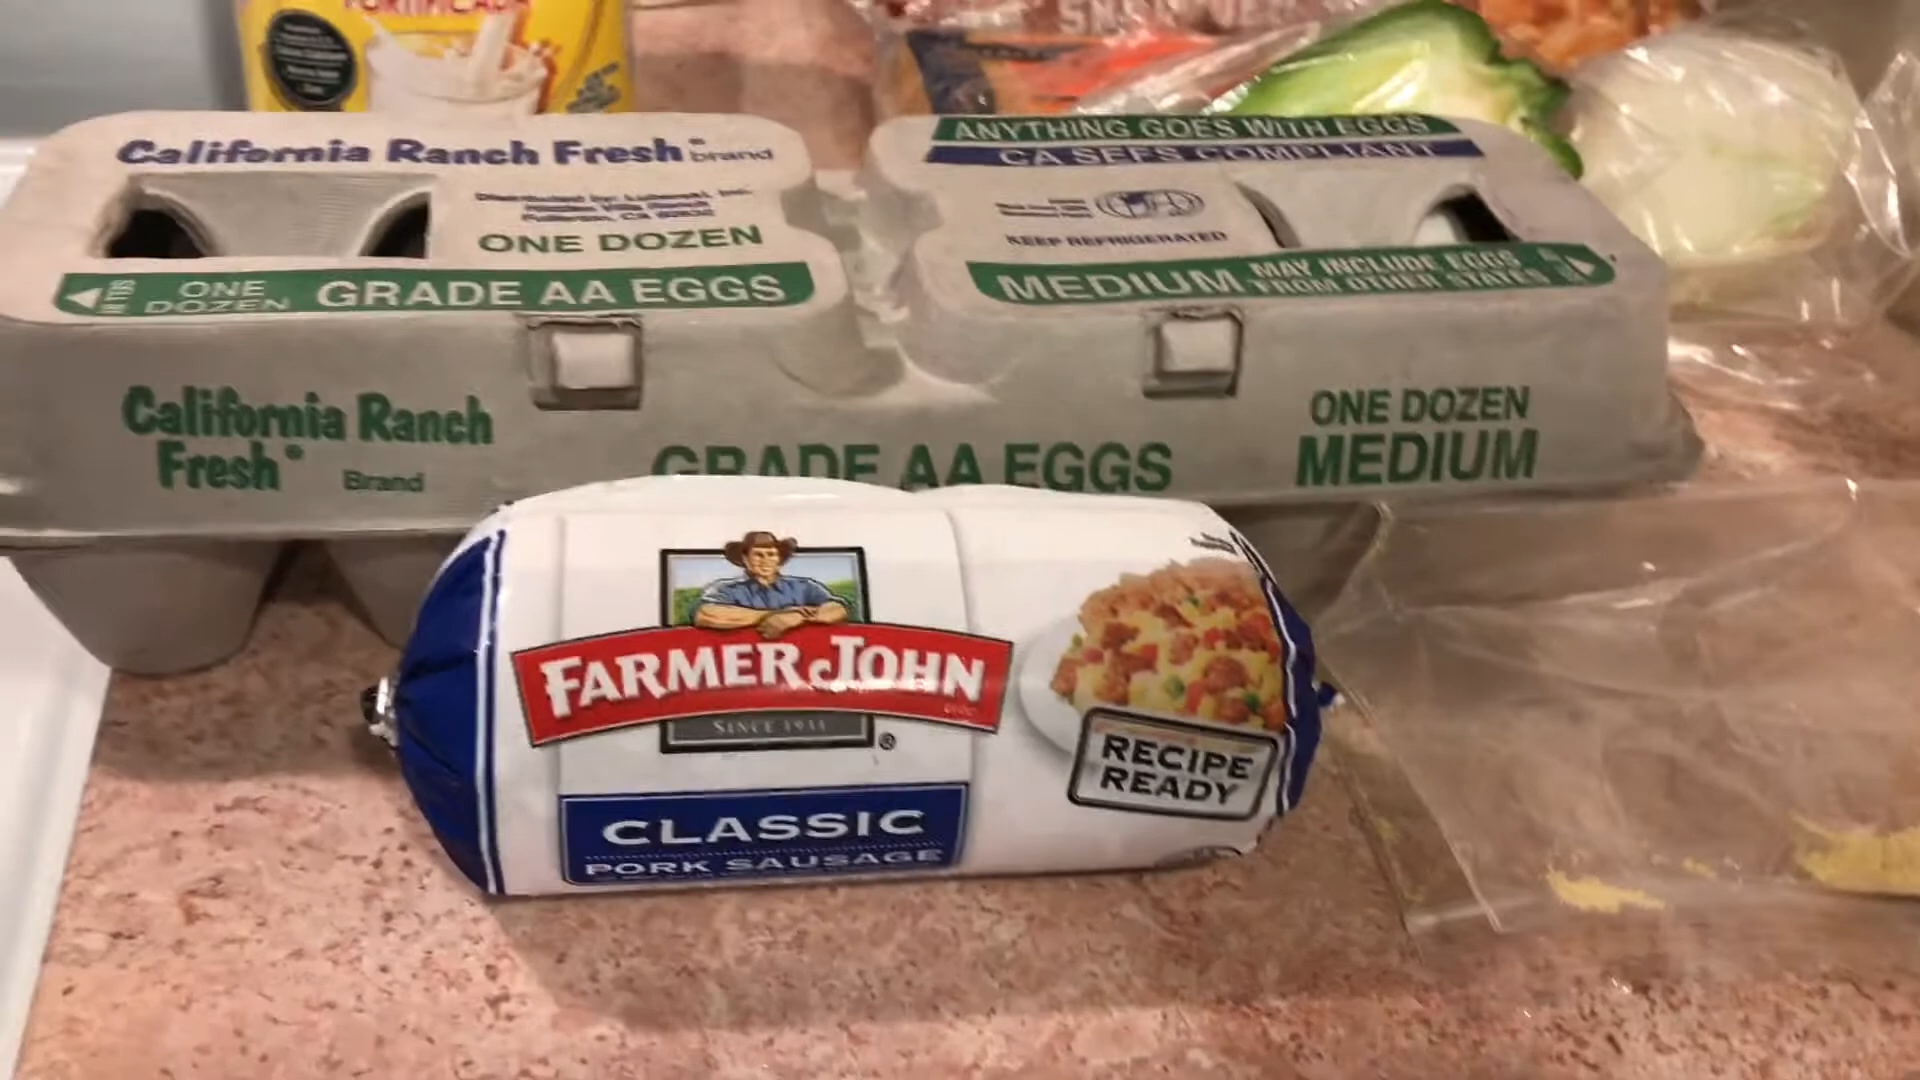 FORTIFICADA
California Ranch Fresh® brand
ONE DOZEN
ONE DOZEN GRADE AA EGGS
ANYTHING GOES WITH EGGS
CA SEFS COMPLIANT
KEEP REFRIGERATED
MEDIUM MAY INCLUDE EGGS
FROM OTHER STATES
California Ranch
Fresh® Brand
GRADE AA EGGS
ONE DOZEN
MEDIUM
FARMER JOHN
SINCE 1931
®
RECIPE
READY
CLASSIC
PORK SAUSAGE